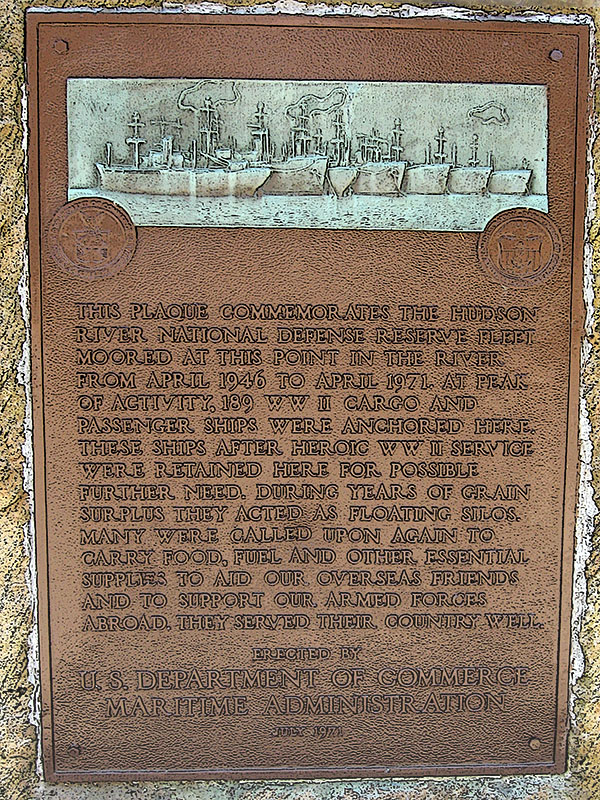 THIS PLAQUE COMMEMORATES THE HUDSON
RIVER NATIONAL DEFENSE RESERVE FLEET
MOORED AT THIS POINT IN THE RIVER
FROM APRIL 1946 TO APRIL 1971. AT PEAK
OF ACTIVITY, 189 WW II CARGO AND
PASSENGER SHIPS WERE ANCHORED HERE.
THESE SHIPS AFTER HEROIC WW II SERVICE
WERE RETAINED HERE FOR POSSIBLE
FURTHER NEED. DURING YEARS OF GRAIN
SURPLUS THEY ACTED AS FLOATING SILOS.
MANY WERE CALLED UPON AGAIN TO
CARRY FOOD, FUEL AND OTHER ESSENTIAL
SUPPLIES TO AID OUR OVERSEAS FRIENDS
AND TO SUPPORT OUR ARMED FORCES
ABROAD. THEY SERVED THEIR COUNTRY WELL.
ERECTED BY
U. S. DEPARTMENT OF COMMERCE
MARITIME ADMINISTRATION
JULY 1971